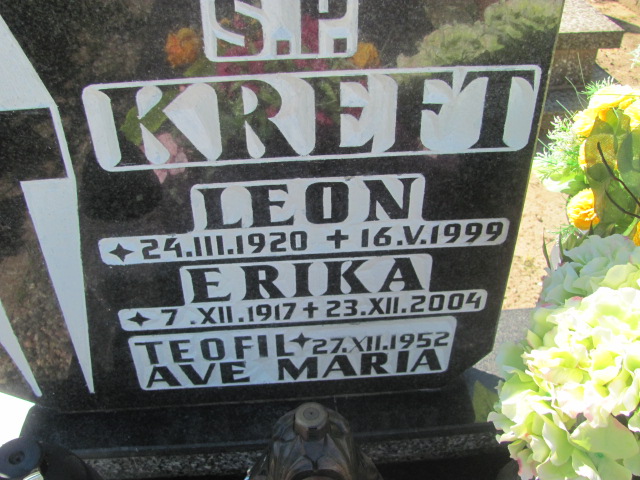 S.P.
KREFT
LEON
24.III.1920 + 16.V.1999
ERIKA
7.XII.1917 + 23.XII.2004
TEOFIL 27.XII.1952
AVE MARIA